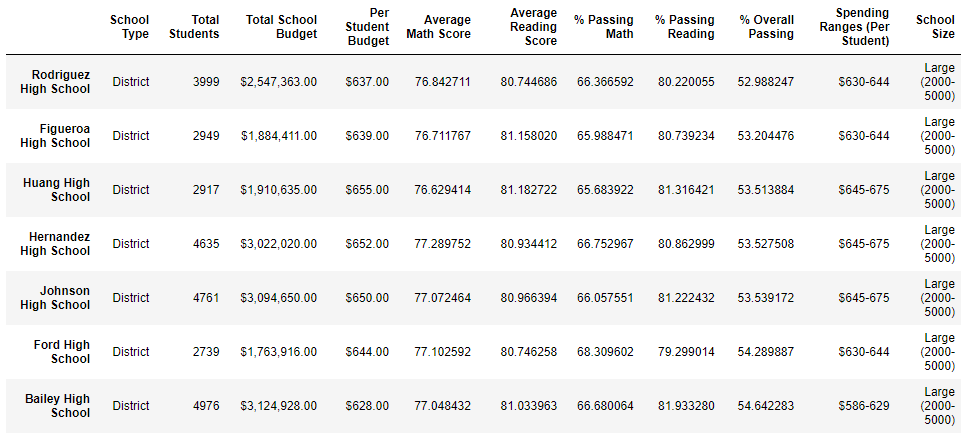 School Type Total Students Total School Budget Per Student Budget Average Math Score Average Reading Score % Passing Math % Passing Reading % Overall Passing Spending Ranges (Per Student) School Size
Rodriguez High School District 3999 $2,547,363.00 $637.00 76.842711 80.744686 66.366592 80.220055 52.988247 $630-644 Large (2000-5000)
Figueroa High School District 2949 $1,884,411.00 $639.00 76.711767 81.158020 65.988471 80.739234 53.204476 $630-644 Large (2000-5000)
Huang High School District 2917 $1,910,635.00 $655.00 76.629414 81.182722 65.683922 81.316421 53.513884 $645-675 Large (2000-5000)
Hernandez High School District 4635 $3,022,020.00 $652.00 77.289752 80.934412 66.752967 80.862999 53.527508 $645-675 Large (2000-5000)
Johnson High School District 4761 $3,094,650.00 $650.00 77.072464 80.966394 66.057551 81.222432 53.539172 $645-675 Large (2000-5000)
Ford High School District 2739 $1,763,916.00 $644.00 77.102592 80.746258 68.309602 79.299014 54.289887 $630-644 Large (2000-5000)
Bailey High School District 4976 $3,124,928.00 $628.00 77.048432 81.033963 66.680064 81.933280 54.642283 $586-629 Large (2000-5000)